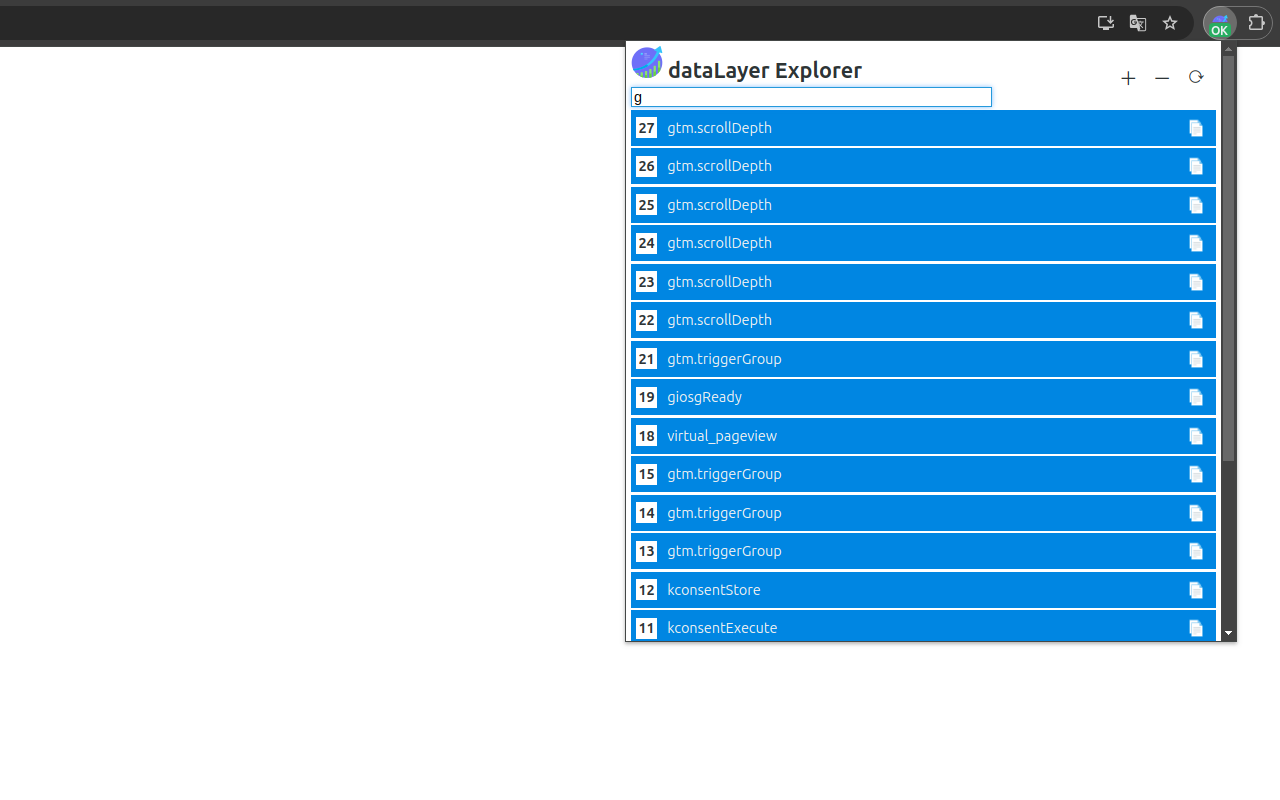 OK
dataLayer Explorer
g
27 gtm.scrollDepth
26 gtm.scrollDepth
25 gtm.scrollDepth
24 gtm.scrollDepth
23 gtm.scrollDepth
22 gtm.scrollDepth
21 gtm.triggerGroup
19 giosgReady
18 virtual_pageview
15 gtm.triggerGroup
14 gtm.triggerGroup
13 gtm.triggerGroup
12 kconsentStore
11 kconsentExecute